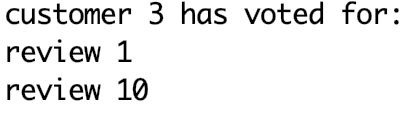 customer 3 has voted for:
review 1
review 10